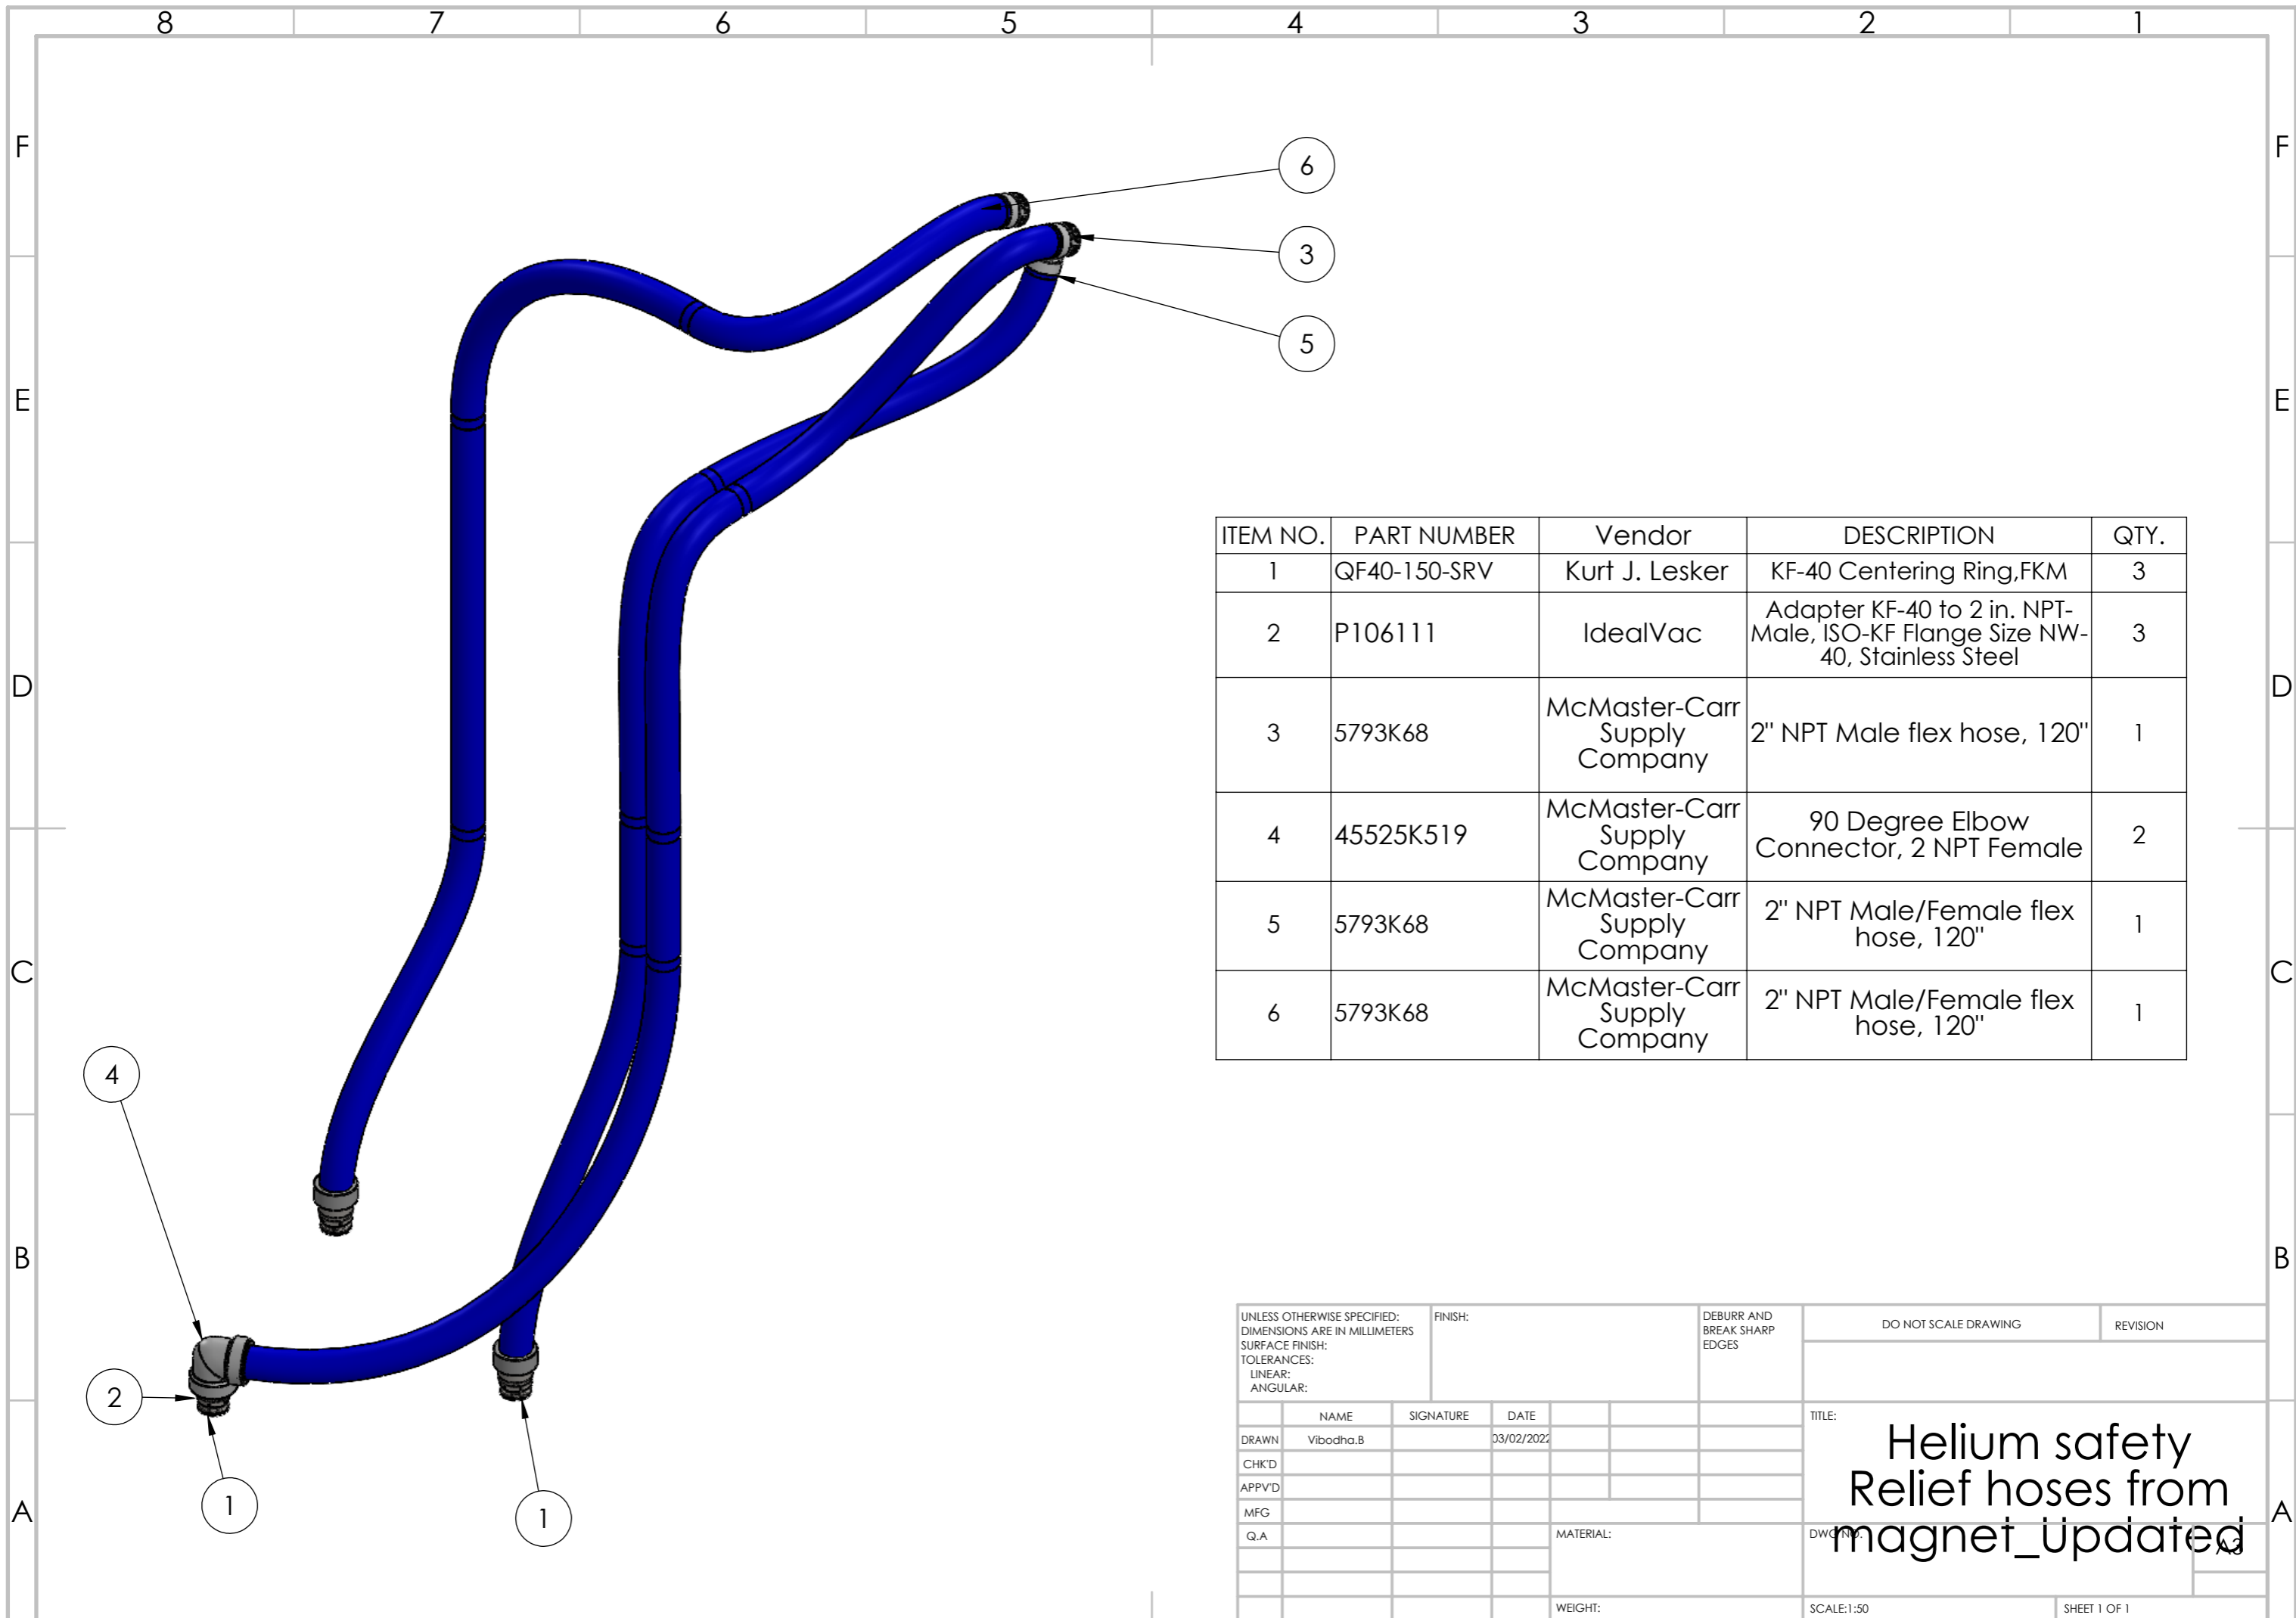 8 7 6 5 4 3 2 1
F F
E E
D D
C C
B B
A A
6
3
5
4
2
1
1
ITEM NO. PART NUMBER Vendor DESCRIPTION QTY.
1 QF40-150-SRV Kurt J. Lesker KF-40 Centering Ring,FKM 3
2 P106111 IdealVac Adapter KF-40 to 2 in. NPT-
Male, ISO-KF Flange Size NW-
40, Stainless Steel 3
3 5793K68 McMaster-Carr
Supply
Company 2" NPT Male flex hose, 120" 1
4 45525K519 McMaster-Carr
Supply
Company 90 Degree Elbow
Connector, 2 NPT Female 2
5 5793K68 McMaster-Carr
Supply
Company 2" NPT Male/Female flex
hose, 120" 1
6 5793K68 McMaster-Carr
Supply
Company 2" NPT Male/Female flex
hose, 120" 1
UNLESS OTHERWISE SPECIFIED:
DIMENSIONS ARE IN MILLIMETERS
SURFACE FINISH:
TOLERANCES:
LINEAR:
ANGULAR:
FINISH:
DEBURR AND
BREAK SHARP
EDGES
DO NOT SCALE DRAWING
REVISION
NAME SIGNATURE DATE
DRAWN Vibodha.B 03/02/2022
CHK'D
APPV'D
MFG
Q.A
MATERIAL:
WEIGHT:
TITLE:
Helium safety
Relief hoses from
magnet_Updated
DWG NO.
A3
SCALE:1:50
SHEET 1 OF 1